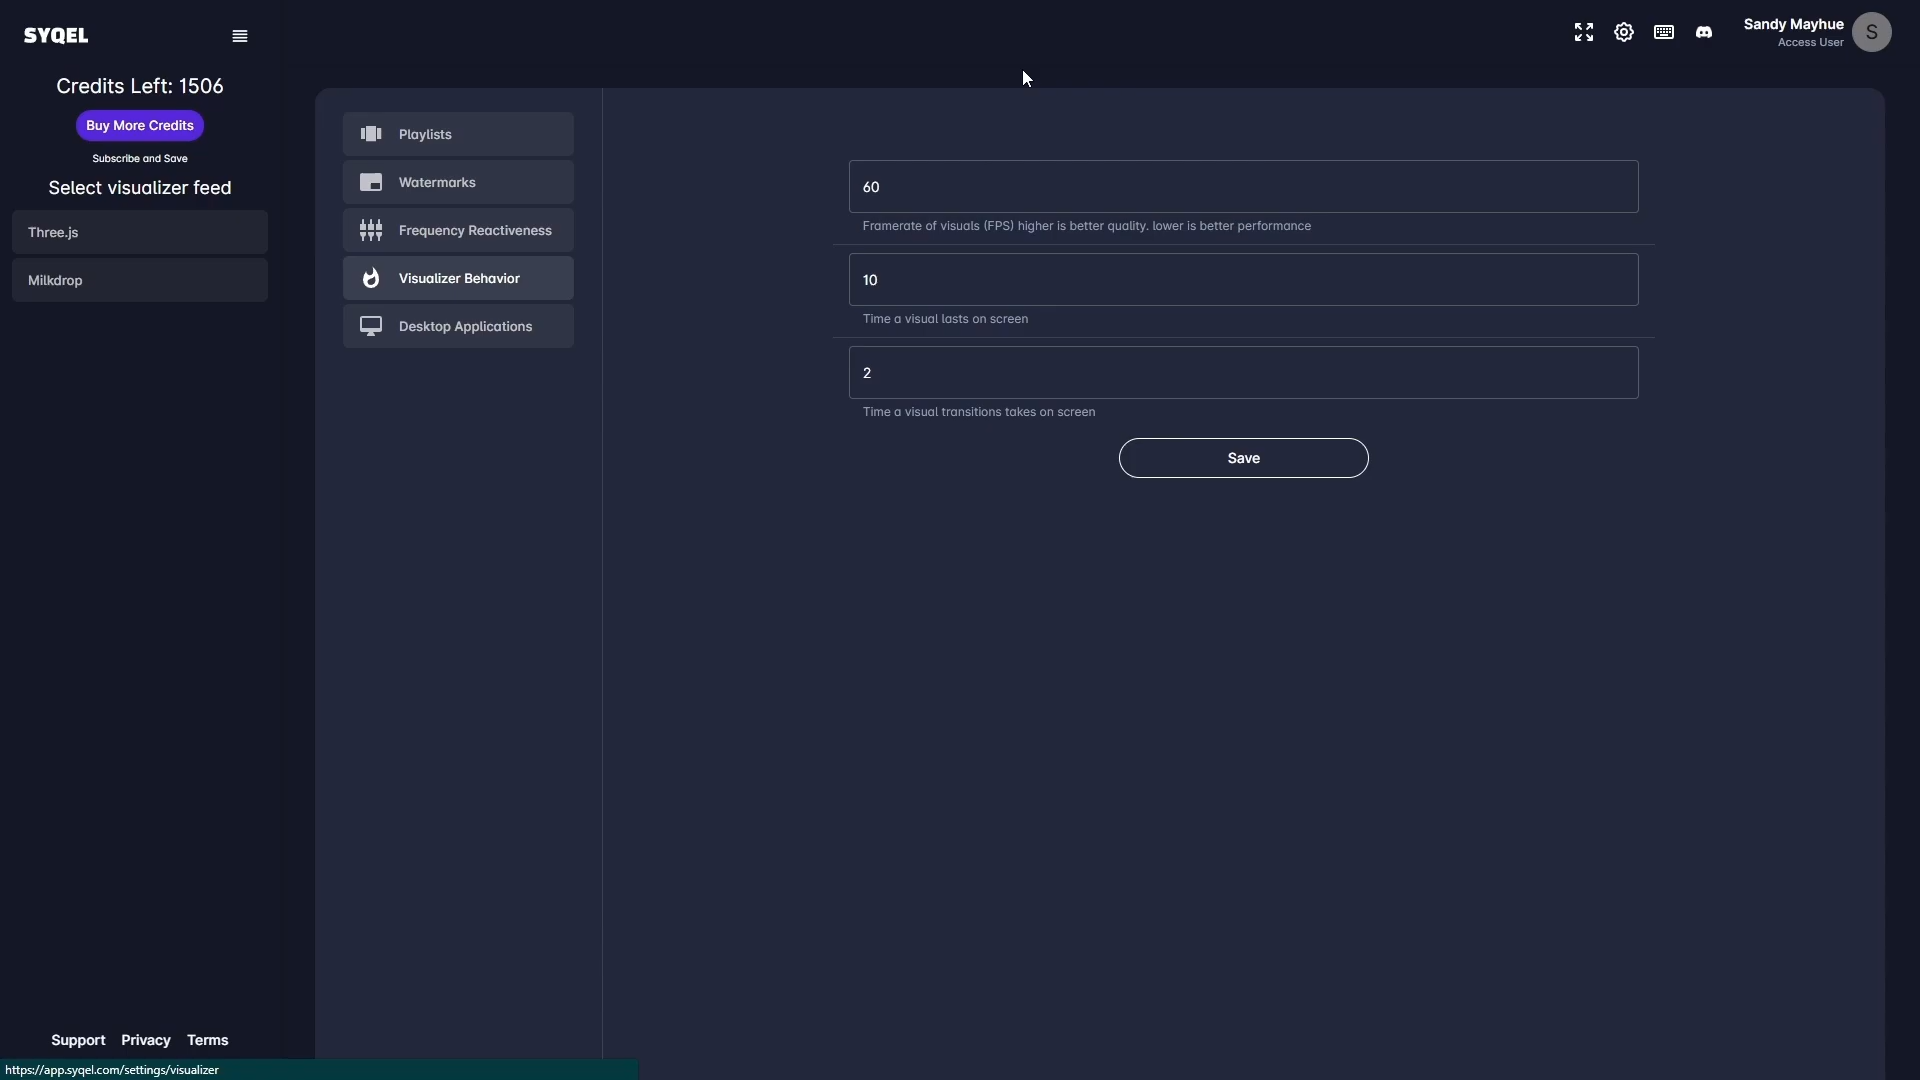 SYQEL
Credits Left: 1506
Buy More Credits
Subscribe and Save
Select visualizer feed
Three.js
Milkdrop
Support Privacy Terms
https://app.syqel.com/settings/visualizer
Playlists
Watermarks
Frequency Reactiveness
Visualizer Behavior
Desktop Applications
Sandy Mayhue
Access User
S
60
Framerate of visuals (FPS) higher is better quality. lower is better performance
10
Time a visual lasts on screen
2
Time a visual transitions takes on screen
Save